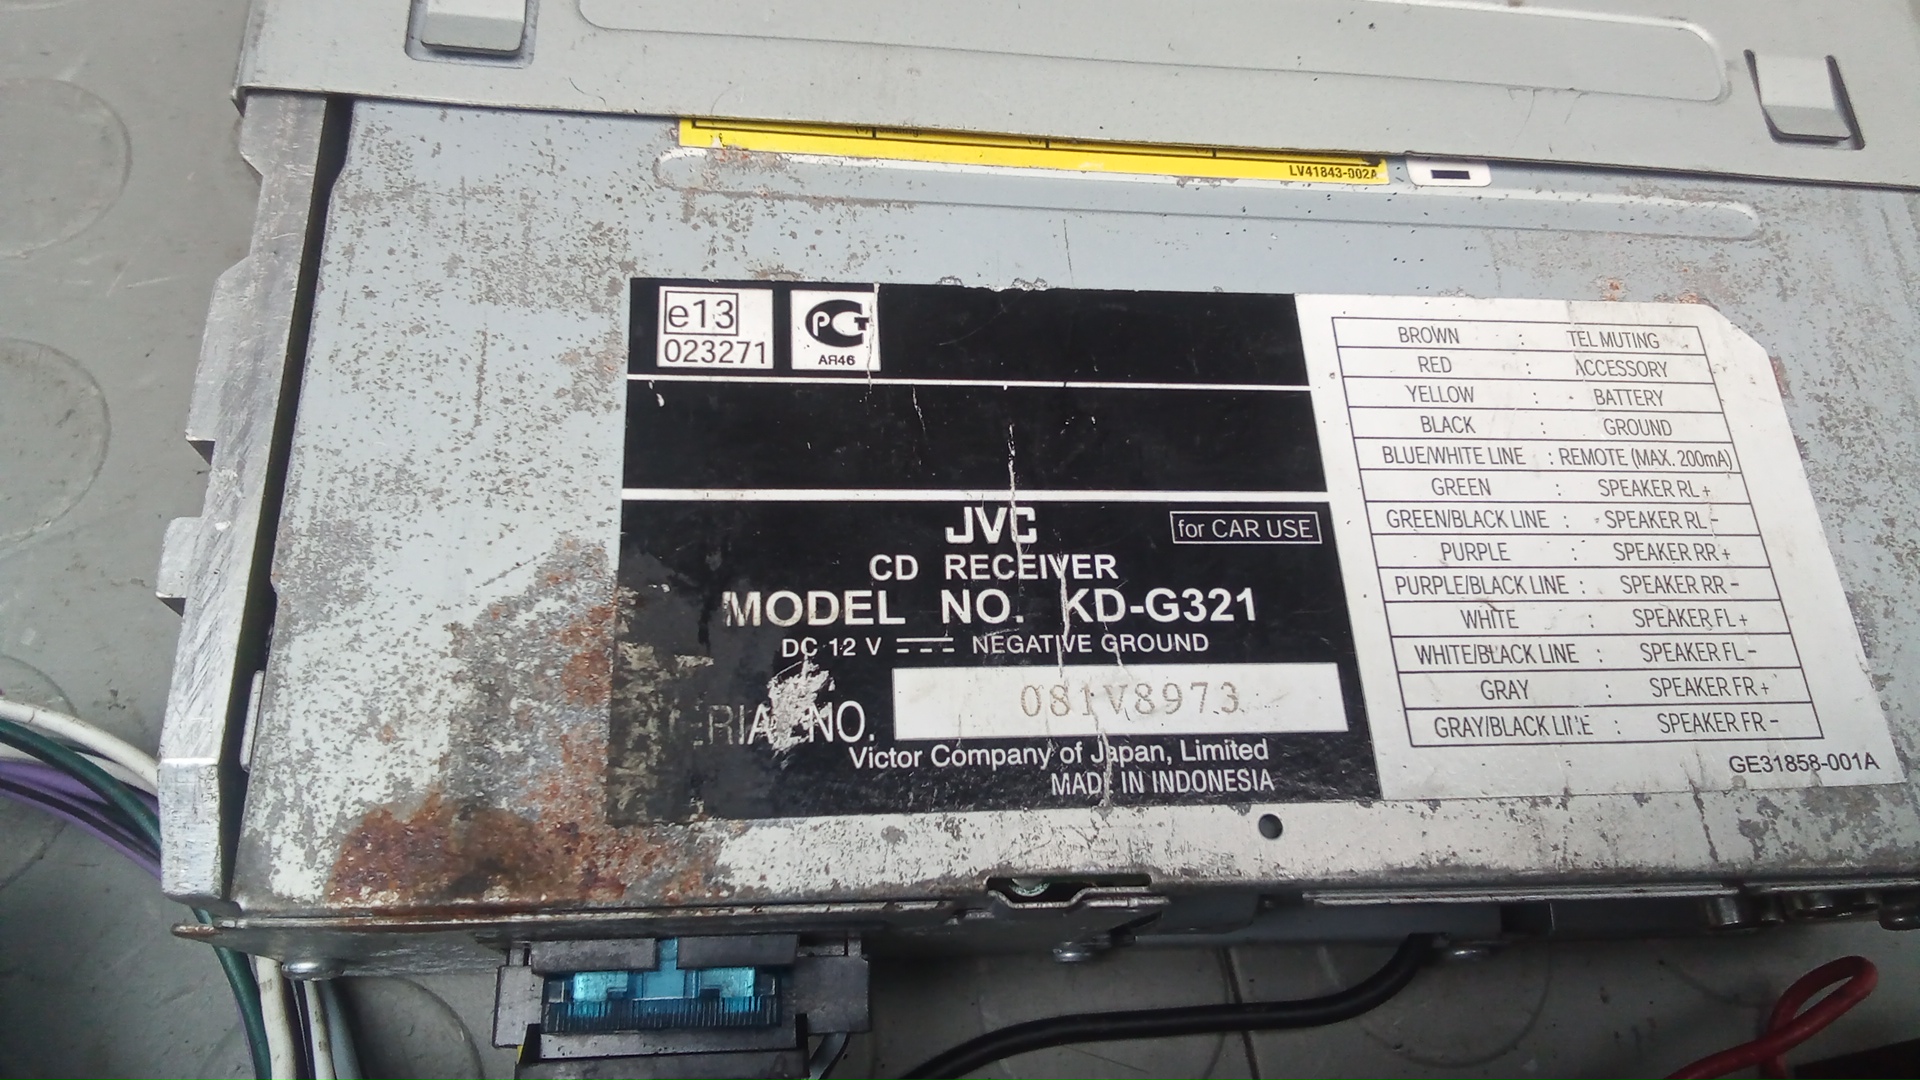 LV41843-002A
e13
023271
РСТ
АЯ46
JVC
for CAR USE
CD RECEIVER
MODEL NO. KD-G321
DC 12 V NEGATIVE GROUND
SERIAL NO. 081V8973
Victor Company of Japan, Limited
MADE IN INDONESIA
BROWN : TEL MUTING
RED : ACCESSORY
YELLOW : BATTERY
BLACK : GROUND
BLUE/WHITE LINE : REMOTE (MAX. 200mA)
GREEN : SPEAKER RL +
GREEN/BLACK LINE : SPEAKER RL -
PURPLE : SPEAKER RR +
PURPLE/BLACK LINE : SPEAKER RR -
WHITE : SPEAKER FL +
WHITE/BLACK LINE : SPEAKER FL -
GRAY : SPEAKER FR +
GRAY/BLACK LINE : SPEAKER FR -
GE31858-001A